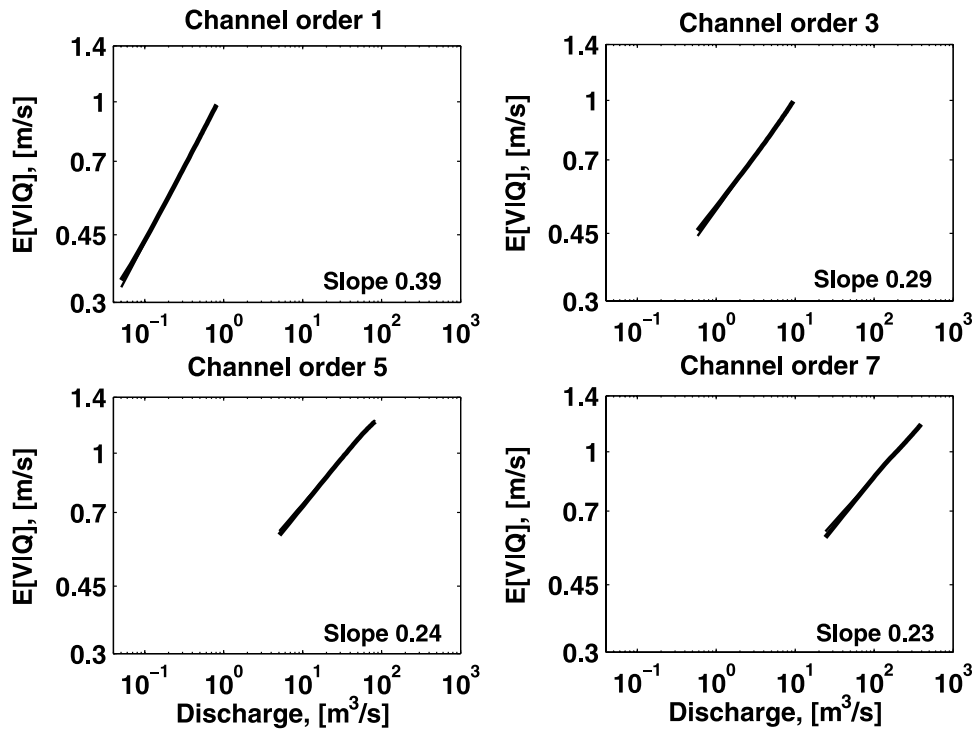 Channel order 1
1.4
1
0.7
0.45
0.3
E[V|Q], [m/s]
Slope 0.39
10⁻¹ 10⁰ 10¹ 10² 10³
Channel order 3
1.4
1
0.7
0.45
0.3
E[V|Q], [m/s]
Slope 0.29
10⁻¹ 10⁰ 10¹ 10² 10³
Channel order 5
1.4
1
0.7
0.45
0.3
E[V|Q], [m/s]
Slope 0.24
10⁻¹ 10⁰ 10¹ 10² 10³
Discharge, [m³/s]
Channel order 7
1.4
1
0.7
0.45
0.3
E[V|Q], [m/s]
Slope 0.23
10⁻¹ 10⁰ 10¹ 10² 10³
Discharge, [m³/s]